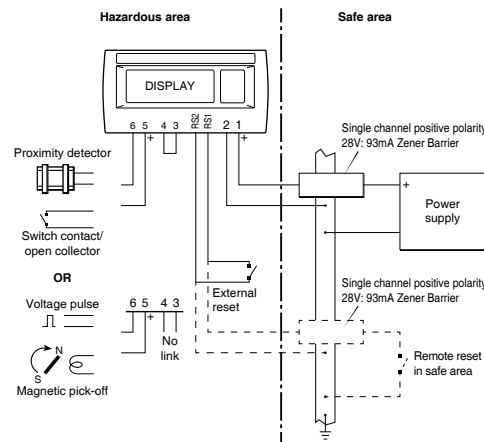 Hazardous area
Safe area
DISPLAY
6 5 4 3 RS2 RS1 2 1
+ +
Single channel positive polarity
28V: 93mA Zener Barrier
Proximity detector
+
Power
supply
Switch contact/
open collector
OR
External
reset
Single channel positive polarity
28V: 93mA Zener Barrier
Voltage pulse
6 5 4 3
+
No
link
N
S
Magnetic pick-off
Remote reset
in safe area